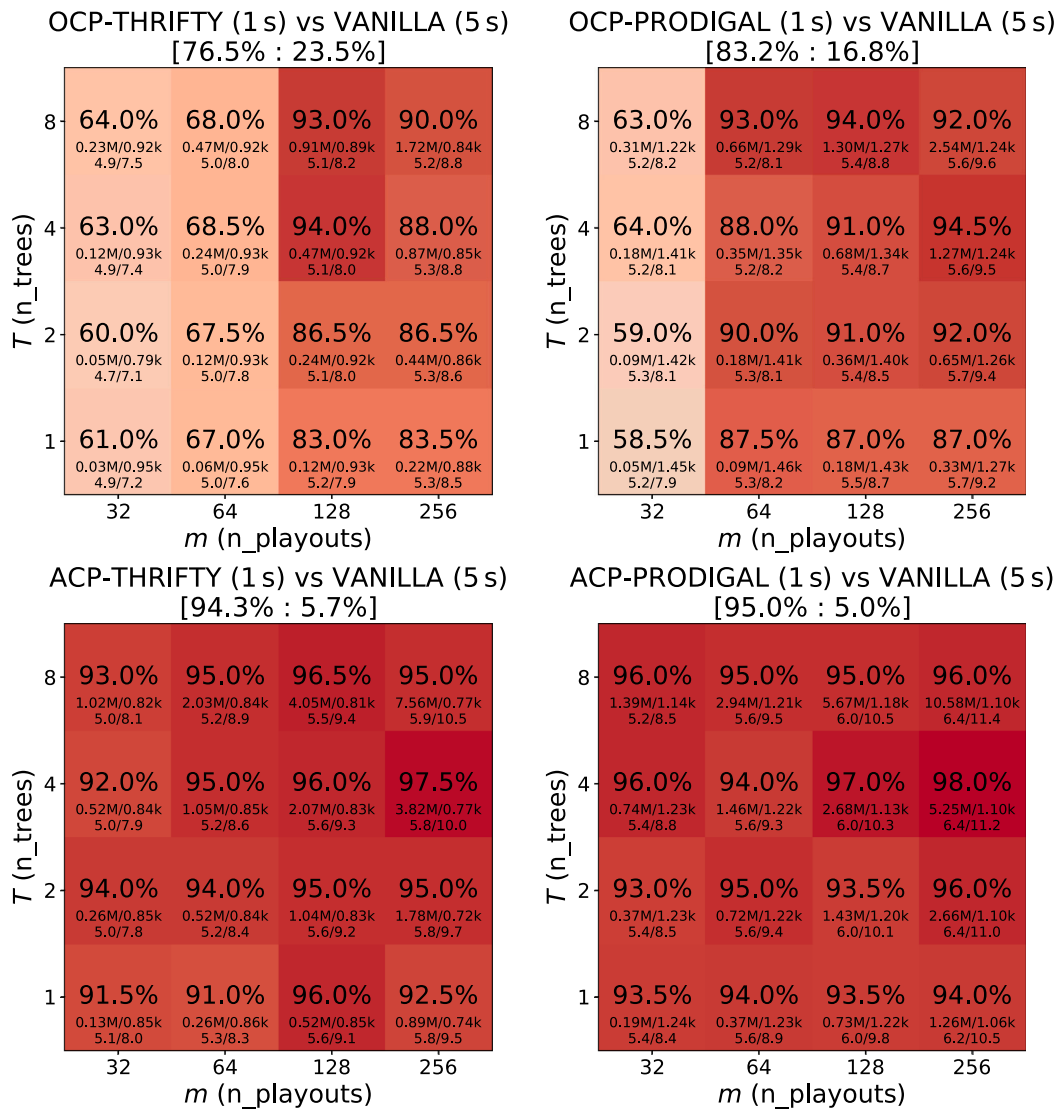 OCP-THRIFTY (1 s) vs VANILLA (5 s)
[76.5% : 23.5%]
T (n_trees)
8
64.0% 68.0% 93.0% 90.0%
0.23M/0.92k 0.47M/0.92k 0.91M/0.89k 1.72M/0.84k
4.9/7.5 5.0/8.0 5.1/8.2 5.2/8.8
4
63.0% 68.5% 94.0% 88.0%
0.12M/0.93k 0.24M/0.93k 0.47M/0.92k 0.87M/0.85k
4.9/7.4 5.0/7.9 5.1/8.0 5.3/8.8
2
60.0% 67.5% 86.5% 86.5%
0.05M/0.79k 0.12M/0.93k 0.24M/0.92k 0.44M/0.86k
4.7/7.1 5.0/7.8 5.1/8.0 5.3/8.6
1
61.0% 67.0% 83.0% 83.5%
0.03M/0.95k 0.06M/0.95k 0.12M/0.93k 0.22M/0.88k
4.9/7.2 5.0/7.6 5.2/7.9 5.3/8.5
32 64 128 256
m (n_playouts)
OCP-PRODIGAL (1 s) vs VANILLA (5 s)
[83.2% : 16.8%]
T (n_trees)
8
63.0% 93.0% 94.0% 92.0%
0.31M/1.22k 0.66M/1.29k 1.30M/1.27k 2.54M/1.24k
5.2/8.2 5.2/8.1 5.4/8.8 5.6/9.6
4
64.0% 88.0% 91.0% 94.5%
0.18M/1.41k 0.35M/1.35k 0.68M/1.34k 1.27M/1.24k
5.2/8.1 5.2/8.2 5.4/8.7 5.6/9.5
2
59.0% 90.0% 91.0% 92.0%
0.09M/1.42k 0.18M/1.41k 0.36M/1.40k 0.65M/1.26k
5.3/8.1 5.3/8.1 5.4/8.5 5.7/9.4
1
58.5% 87.5% 87.0% 87.0%
0.05M/1.45k 0.09M/1.46k 0.18M/1.43k 0.33M/1.27k
5.2/7.9 5.3/8.2 5.5/8.7 5.7/9.2
32 64 128 256
m (n_playouts)
ACP-THRIFTY (1 s) vs VANILLA (5 s)
[94.3% : 5.7%]
T (n_trees)
8
93.0% 95.0% 96.5% 95.0%
1.02M/0.82k 2.03M/0.84k 4.05M/0.81k 7.56M/0.77k
5.0/8.1 5.2/8.9 5.5/9.4 5.9/10.5
4
92.0% 95.0% 96.0% 97.5%
0.52M/0.84k 1.05M/0.85k 2.07M/0.83k 3.82M/0.77k
5.0/7.9 5.2/8.6 5.6/9.3 5.8/10.0
2
94.0% 94.0% 95.0% 95.0%
0.26M/0.85k 0.52M/0.84k 1.04M/0.83k 1.78M/0.72k
5.0/7.8 5.2/8.4 5.6/9.2 5.8/9.7
1
91.5% 91.0% 96.0% 92.5%
0.13M/0.85k 0.26M/0.86k 0.52M/0.85k 0.89M/0.74k
5.1/8.0 5.3/8.3 5.6/9.1 5.8/9.5
32 64 128 256
m (n_playouts)
ACP-PRODIGAL (1 s) vs VANILLA (5 s)
[95.0% : 5.0%]
T (n_trees)
8
96.0% 95.0% 95.0% 96.0%
1.39M/1.14k 2.94M/1.21k 5.67M/1.18k 10.58M/1.10k
5.2/8.5 5.6/9.5 6.0/10.5 6.4/11.4
4
96.0% 94.0% 97.0% 98.0%
0.74M/1.23k 1.46M/1.22k 2.68M/1.13k 5.25M/1.10k
5.4/8.8 5.6/9.3 6.0/10.3 6.4/11.2
2
93.0% 95.0% 93.5% 96.0%
0.37M/1.23k 0.72M/1.22k 1.43M/1.20k 2.66M/1.10k
5.4/8.5 5.6/9.4 6.0/10.1 6.4/11.0
1
93.5% 94.0% 93.5% 94.0%
0.19M/1.24k 0.37M/1.23k 0.73M/1.22k 1.26M/1.06k
5.4/8.4 5.6/8.9 6.0/9.8 6.2/10.5
32 64 128 256
m (n_playouts)